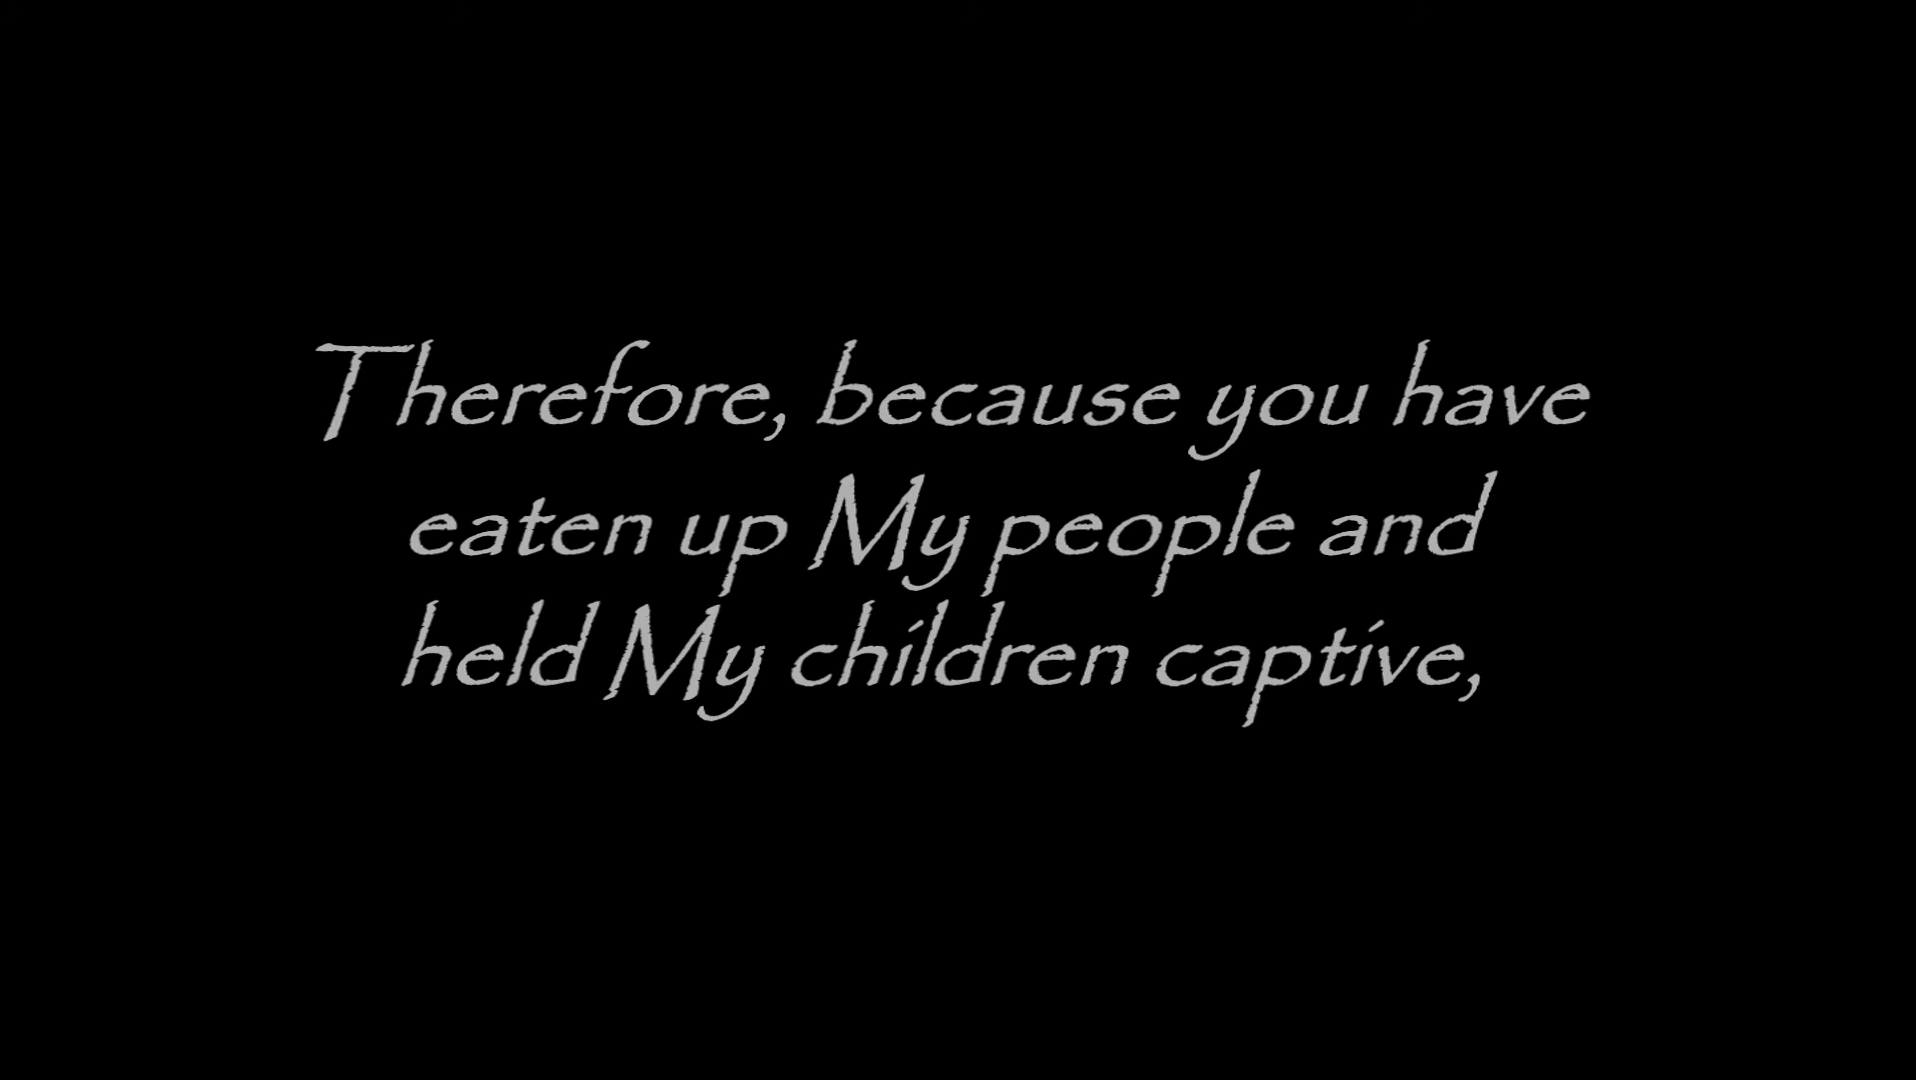 Therefore, because you have
eaten up My people and
held My children captive,